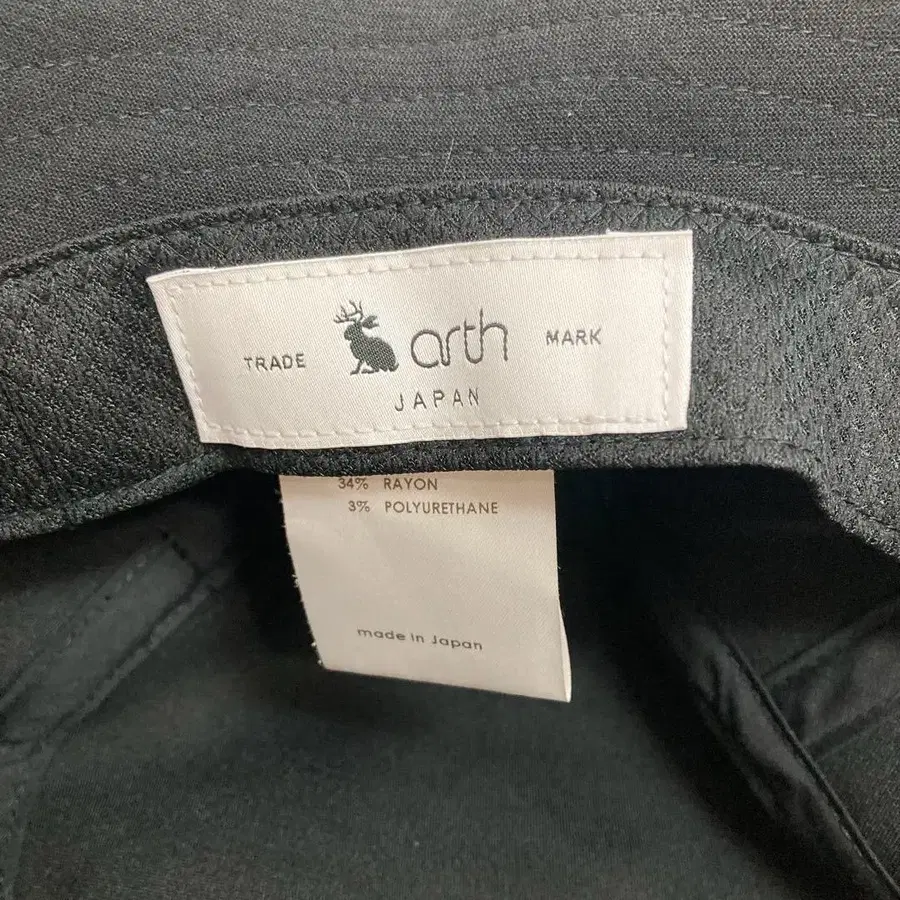 TRADE arth MARK
JAPAN
34% RAYON
3% POLYURETHANE
made in Japan